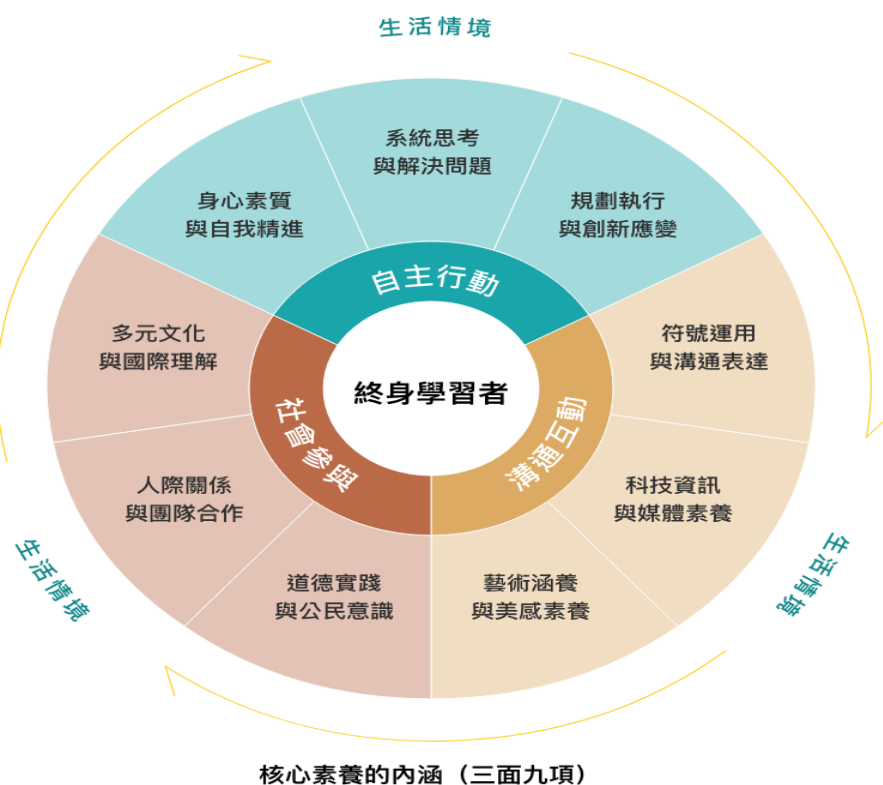 生活情境
系統思考
與解決問題
身心素質
與自我精進
規劃執行
與創新應變
自主行動
多元文化
與國際理解
符號運用
與溝通表達
終身學習者
社會參與
溝通互動
人際關係
與團隊合作
科技資訊
與媒體素養
生活情境
生活情境
道德實踐
與公民意識
藝術涵養
與美感素養
核心素養的內涵（三面九項）